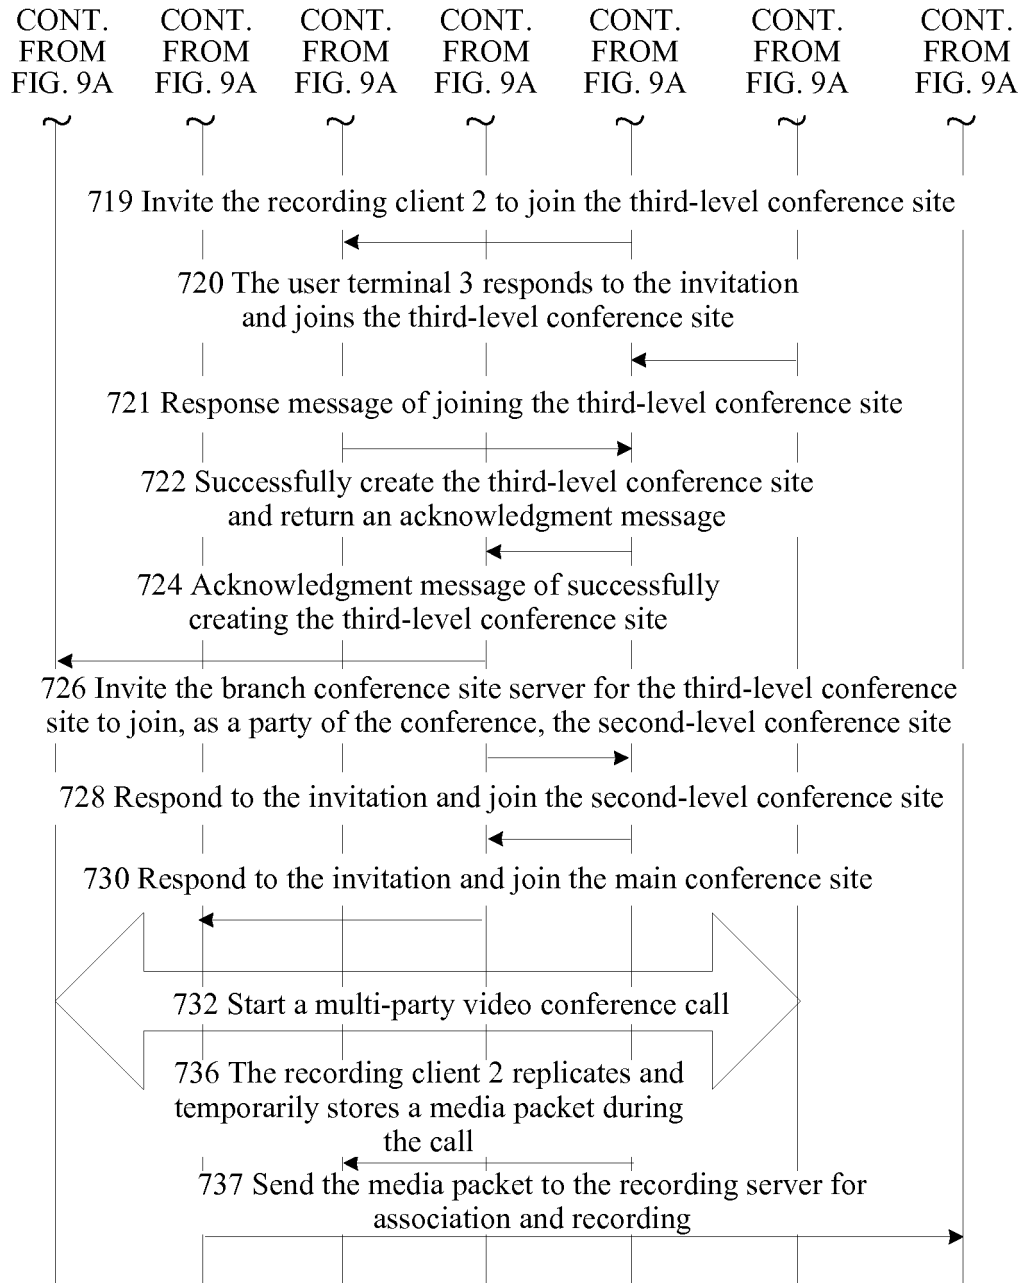 CONT. CONT. CONT. CONT. CONT. CONT. CONT.
FROM FROM FROM FROM FROM FROM FROM
FIG. 9A FIG. 9A FIG. 9A FIG. 9A FIG. 9A FIG. 9A FIG. 9A
719 Invite the recording client 2 to join the third-level conference site
720 The user terminal 3 responds to the invitation
and joins the third-level conference site
721 Response message of joining the third-level conference site
722 Successfully create the third-level conference site
and return an acknowledgment message
724 Acknowledgment message of successfully
creating the third-level conference site
726 Invite the branch conference site server for the third-level conference
site to join, as a party of the conference, the second-level conference site
728 Respond to the invitation and join the second-level conference site
730 Respond to the invitation and join the main conference site
732 Start a multi-party video conference call
736 The recording client 2 replicates and
temporarily stores a media packet during
the call
737 Send the media packet to the recording server for
association and recording